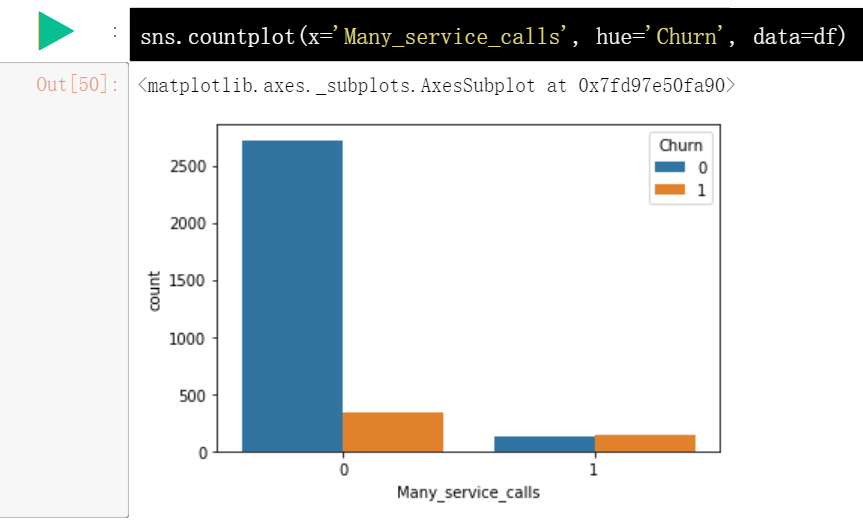 : sns.countplot(x='Many_service_calls', hue='Churn', data=df)
Out[50]: <matplotlib.axes._subplots.AxesSubplot at 0x7fd97e50fa90>
Churn
0
1
2500
2000
1500
1000
500
0
count
0 1
Many_service_calls